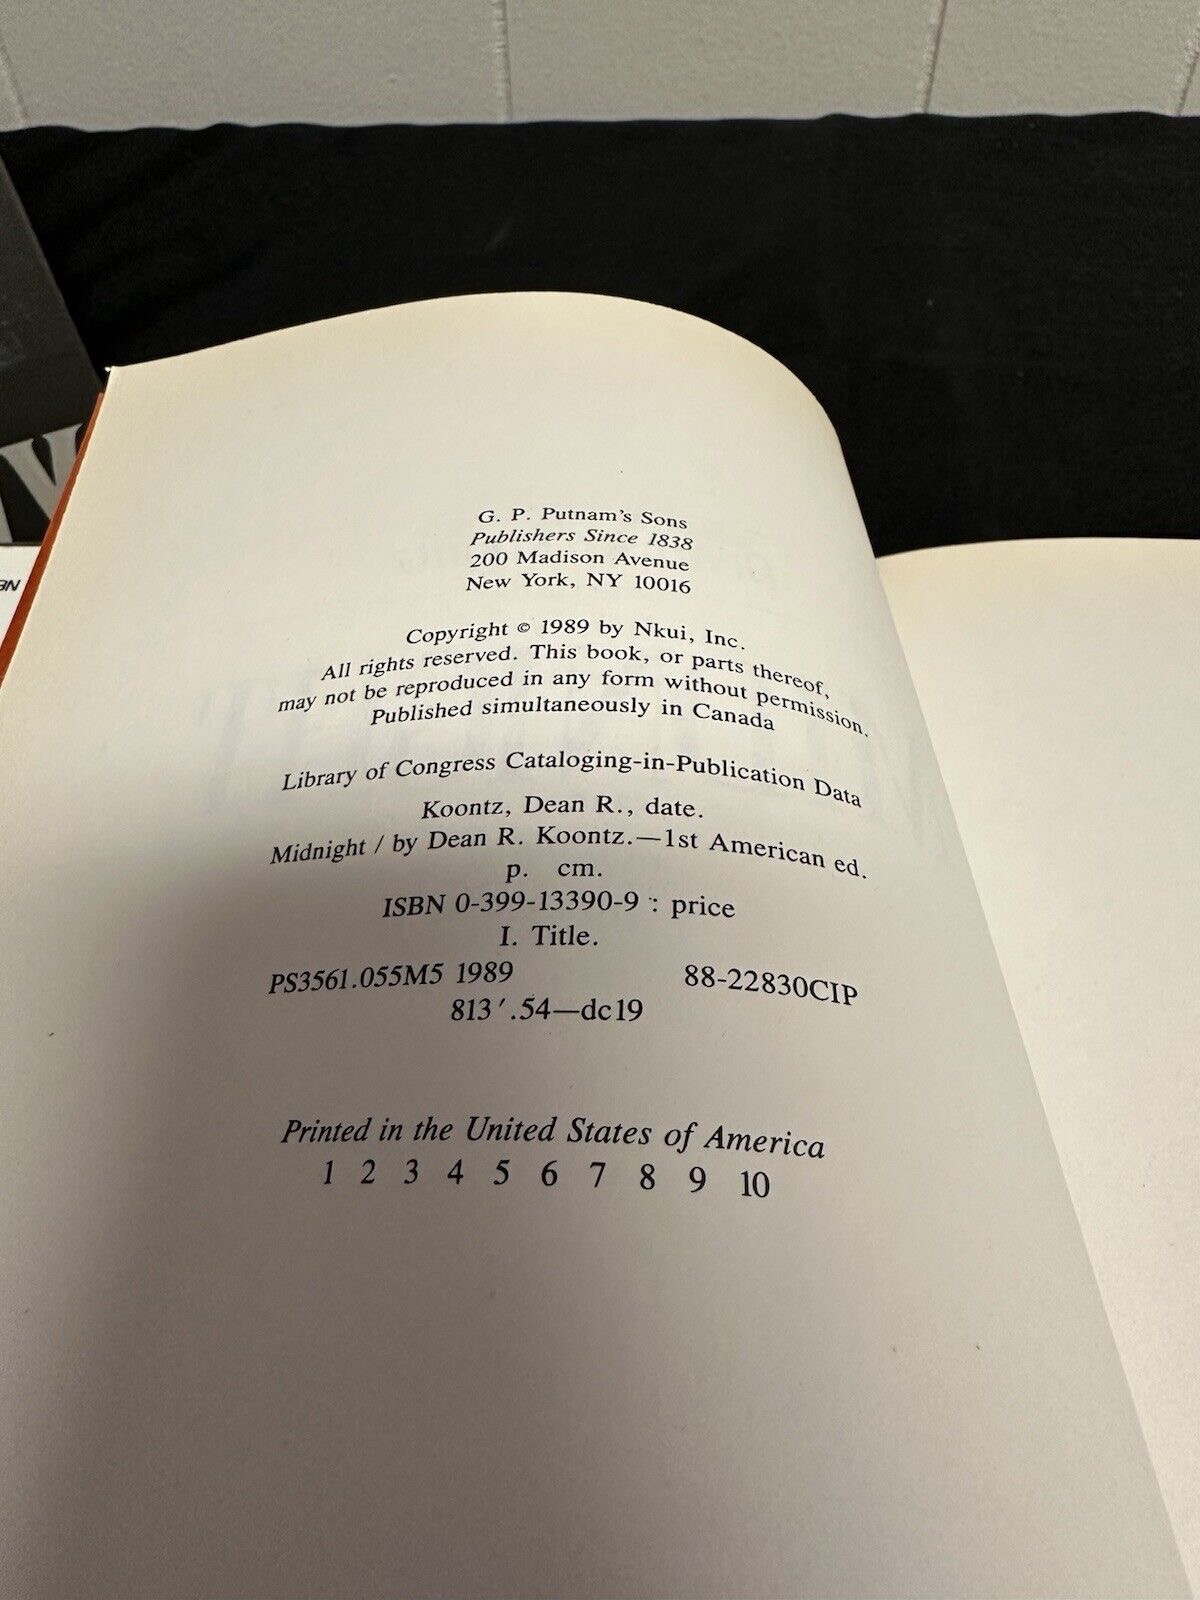 G. P. Putnam's Sons
Publishers Since 1838
200 Madison Avenue
New York, NY 10016
Copyright © 1989 by Nkui, Inc.
All rights reserved. This book, or parts thereof,
may not be reproduced in any form without permission.
Published simultaneously in Canada
Library of Congress Cataloging-in-Publication Data
Koontz, Dean R., date.
Midnight / by Dean R. Koontz.—1st American ed.
p. cm.
ISBN 0-399-13390-9 : price
I. Title.
PS3561.055M5 1989 88-22830CIP
813′.54—dc19
Printed in the United States of America
1 2 3 4 5 6 7 8 9 10